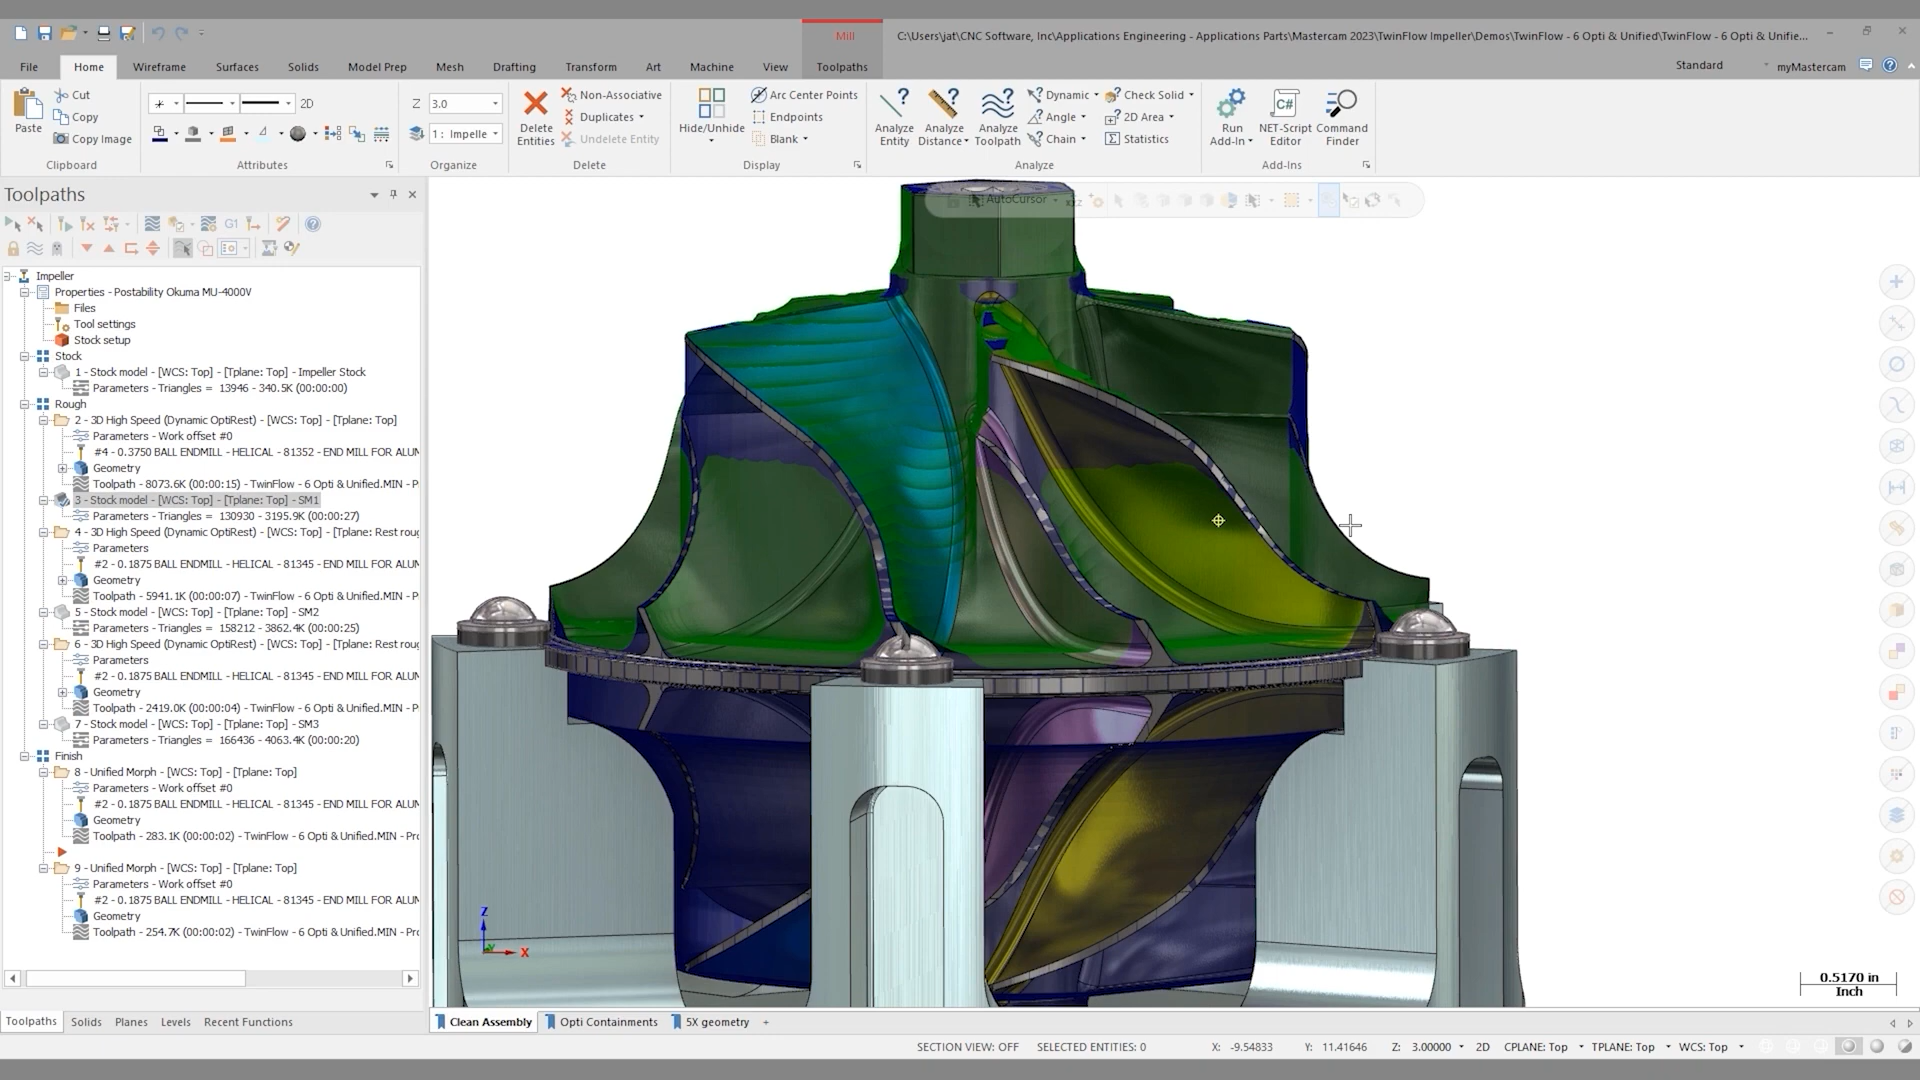 Mill
C:\Users\jat\CNC Software, Inc\Applications Engineering - Applications Parts\Mastercam 2023\TwinFlow Impeller\Demos\TwinFlow - 6 Opti & Unified\TwinFlow - 6 Opti & Unifie...
File Home Wireframe Surfaces Solids Model Prep Mesh Drafting Transform Art Machine View Toolpaths Standard myMastercam
Paste
Cut
Copy
Copy Image
Clipboard
2D
Attributes
Z 3.0
1 : Impelle
Organize
Delete Entities
Non-Associative
Duplicates
Undelete Entity
Delete
Hide/Unhide
Arc Center Points
Endpoints
Blank
Display
Analyze Entity
Analyze Distance
Analyze Toolpath
Dynamic
Angle
Chain
Check Solid
2D Area
Statistics
Analyze
Run Add-In
C#
NET-Script Editor
Command Finder
Add-Ins
Toolpaths
G1
AutoCursor
Impeller
Properties - Postability Okuma MU-4000V
Files
Tool settings
Stock setup
Stock
1 - Stock model - [WCS: Top] - [Tplane: Top] - Impeller Stock
Parameters - Triangles = 13946 - 340.5K (00:00:00)
Rough
2 - 3D High Speed (Dynamic OptiRest) - [WCS: Top] - [Tplane: Top]
Parameters - Work offset #0
#4 - 0.3750 BALL ENDMILL - HELICAL - 81352 - END MILL FOR ALUM
Geometry
Toolpath - 8073.6K (00:00:15) - TwinFlow - 6 Opti & Unified.MIN - P
3 - Stock model - [WCS: Top] - [Tplane: Top] - SM1
Parameters - Triangles = 130930 - 3195.9K (00:00:27)
4 - 3D High Speed (Dynamic OptiRest) - [WCS: Top] - [Tplane: Rest roug
Parameters
#2 - 0.1875 BALL ENDMILL - HELICAL - 81345 - END MILL FOR ALUM
Geometry
Toolpath - 5941.1K (00:00:07) - TwinFlow - 6 Opti & Unified.MIN - P
5 - Stock model - [WCS: Top] - [Tplane: Top] - SM2
Parameters - Triangles = 158212 - 3862.4K (00:00:25)
6 - 3D High Speed (Dynamic OptiRest) - [WCS: Top] - [Tplane: Rest roug
Parameters
#2 - 0.1875 BALL ENDMILL - HELICAL - 81345 - END MILL FOR ALUM
Geometry
Toolpath - 2419.0K (00:00:04) - TwinFlow - 6 Opti & Unified.MIN - P
7 - Stock model - [WCS: Top] - [Tplane: Top] - SM3
Parameters - Triangles = 166436 - 4063.4K (00:00:20)
Finish
8 - Unified Morph - [WCS: Top] - [Tplane: Top]
Parameters - Work offset #0
#2 - 0.1875 BALL ENDMILL - HELICAL - 81345 - END MILL FOR ALUM
Geometry
Toolpath - 283.1K (00:00:02) - TwinFlow - 6 Opti & Unified.MIN - Pro
9 - Unified Morph - [WCS: Top] - [Tplane: Top]
Parameters - Work offset #0
#2 - 0.1875 BALL ENDMILL - HELICAL - 81345 - END MILL FOR ALUM
Geometry
Toolpath - 254.7K (00:00:02) - TwinFlow - 6 Opti & Unified.MIN - Pro
Z
Y
X
0.5170 in
Inch
Toolpaths Solids Planes Levels Recent Functions
Clean Assembly Opti Containments 5X geometry +
SECTION VIEW: OFF SELECTED ENTITIES: 0 X: -9.54833 Y: 11.41646 Z: 3.00000 2D CPLANE: Top TPLANE: Top WCS: Top